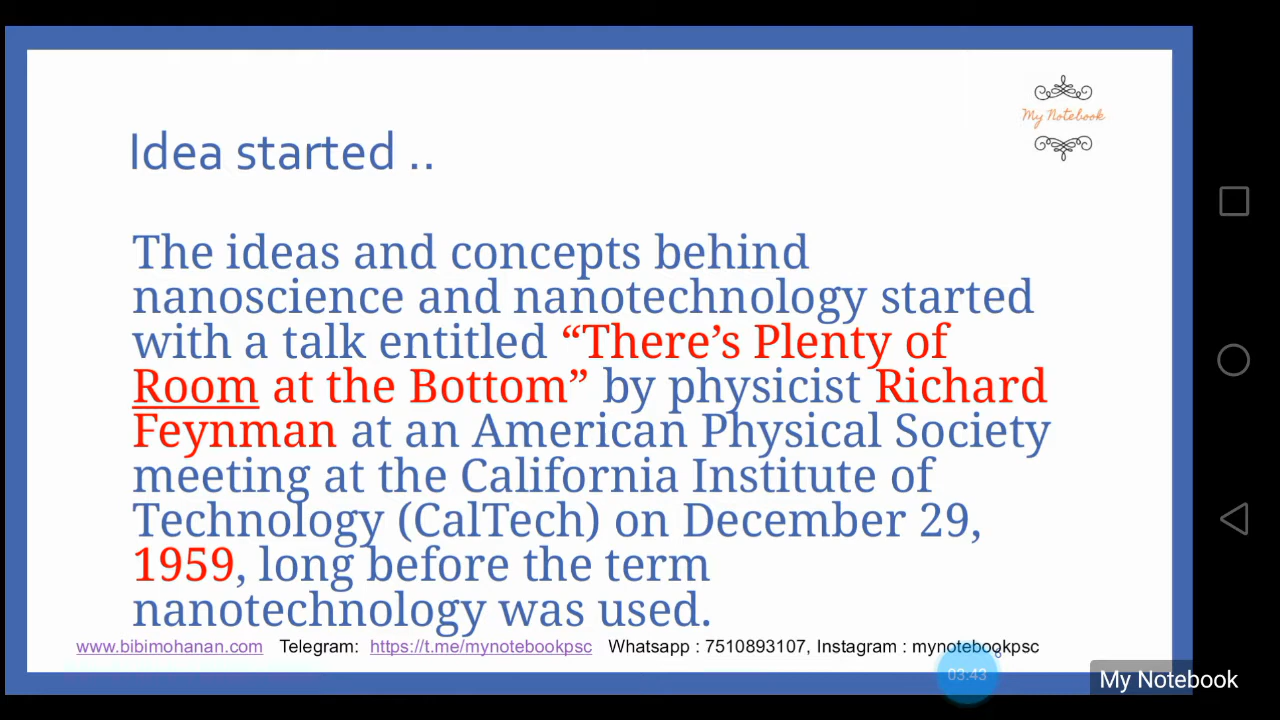 My Notebook
Idea started ..
The ideas and concepts behind
nanoscience and nanotechnology started
with a talk entitled “There’s Plenty of
Room at the Bottom” by physicist Richard
Feynman at an American Physical Society
meeting at the California Institute of
Technology (CalTech) on December 29,
1959, long before the term
nanotechnology was used.
www.bibimohanan.com Telegram: https://t.me/mynotebookpsc Whatsapp : 7510893107, Instagram : mynotebookpsc
03:43
My Notebook